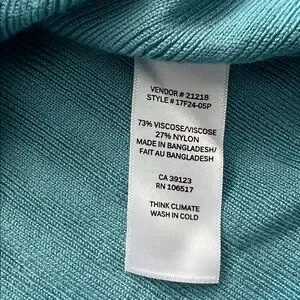 VENDOR # 21218
STYLE # 17F24-05P
73% VISCOSE/VISCOSE
27% NYLON
MADE IN BANGLADESH/
FAIT AU BANGLADESH
CA 39123
RN 106517
THINK CLIMATE
WASH IN COLD